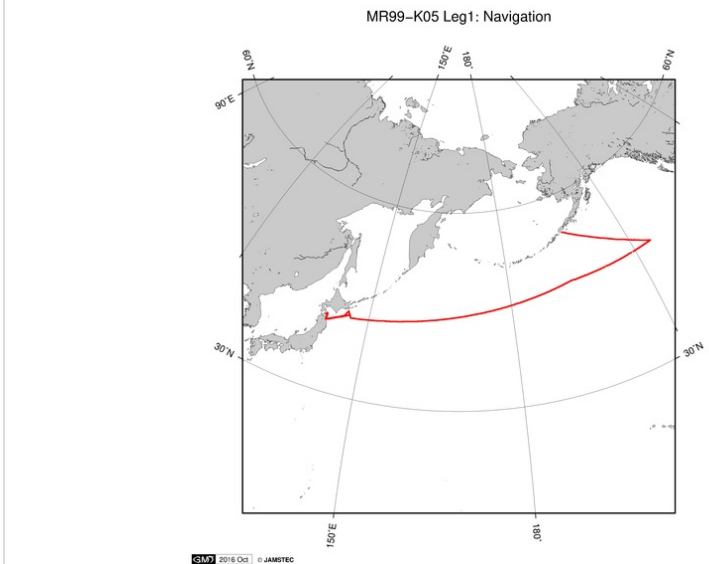 MR99−K05 Leg1: Navigation
60˚N
150˚E
180˚
60˚N
90˚E
30˚N
30˚N
150˚E
180˚
GMT 2016 Oct © JAMSTEC